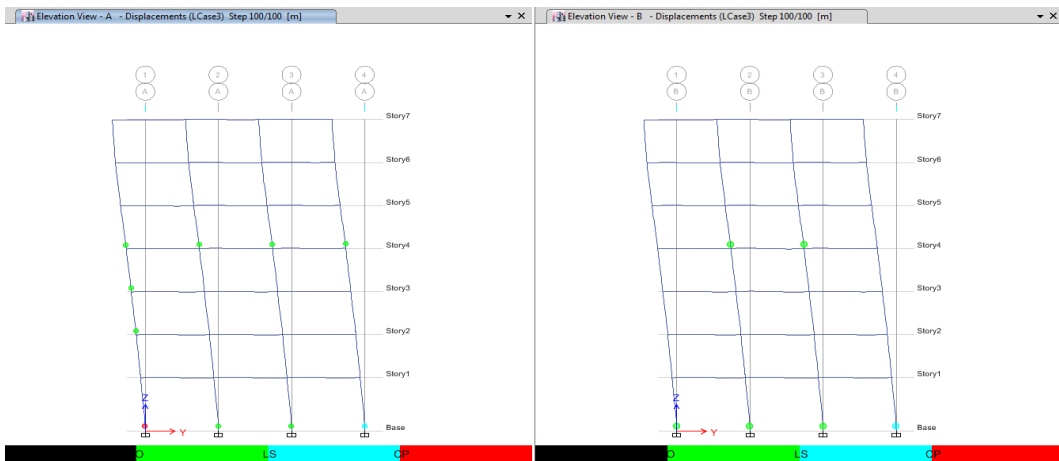 Elevation View - A - Displacements (LCase3) Step 100/100 [m]
1 2 3 4
A A A A
Story7
Story6
Story5
Story4
Story3
Story2
Story1
Z
Y
Base
IO LS CP
Elevation View - B - Displacements (LCase3) Step 100/100 [m]
1 2 3 4
B B B B
Story7
Story6
Story5
Story4
Story3
Story2
Story1
Z
Y
Base
IO LS CP